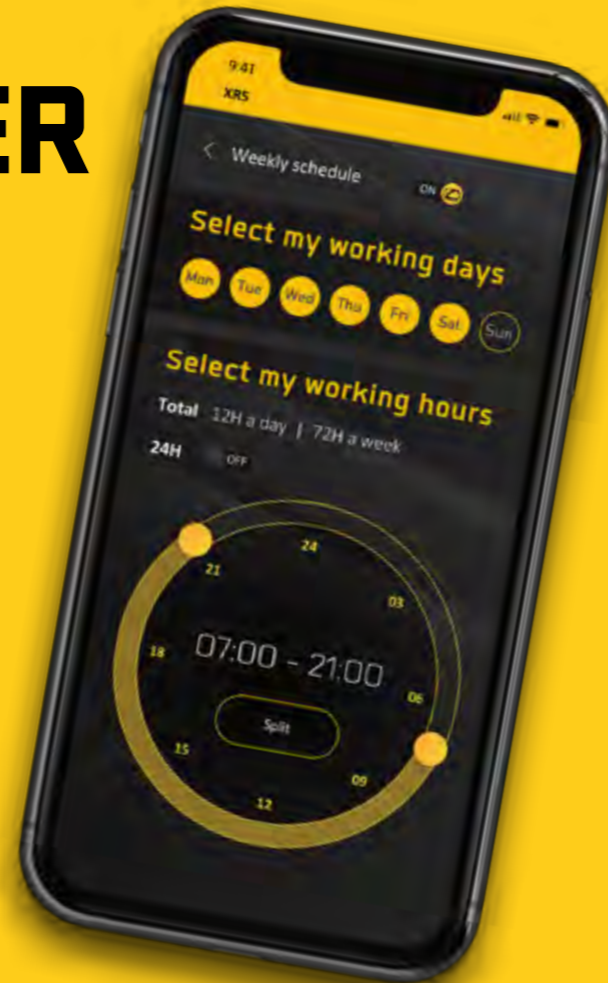 ER
9:41
XRS
< Weekly schedule ON
Select my working days
Mon Tue Wed Thu Fri Sat Sun
Select my working hours
Total 12H a day | 72H a week
24H OFF
24
21
03
18
07:00 - 21:00
06
Split
15
09
12